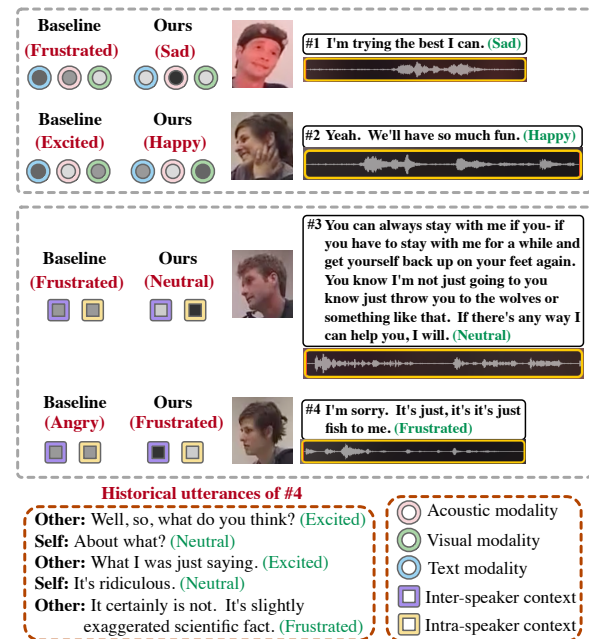 Baseline
(Frustrated)
Ours
(Sad)
#1 I'm trying the best I can. (Sad)
Baseline
(Excited)
Ours
(Happy)
#2 Yeah. We'll have so much fun. (Happy)
Baseline
(Frustrated)
Ours
(Neutral)
#3 You can always stay with me if you- if
you have to stay with me for a while and
get yourself back up on your feet again.
You know I'm not just going to you
know just throw you to the wolves or
something like that. If there's any way I
can help you, I will. (Neutral)
Baseline
(Angry)
Ours
(Frustrated)
#4 I'm sorry. It's just, it's it's just
fish to me. (Frustrated)
Historical utterances of #4
Other: Well, so, what do you think? (Excited)
Self: About what? (Neutral)
Other: What I was just saying. (Excited)
Self: It's ridiculous. (Neutral)
Other: It certainly is not. It's slightly
exaggerated scientific fact. (Frustrated)
Acoustic modality
Visual modality
Text modality
Inter-speaker context
Intra-speaker context